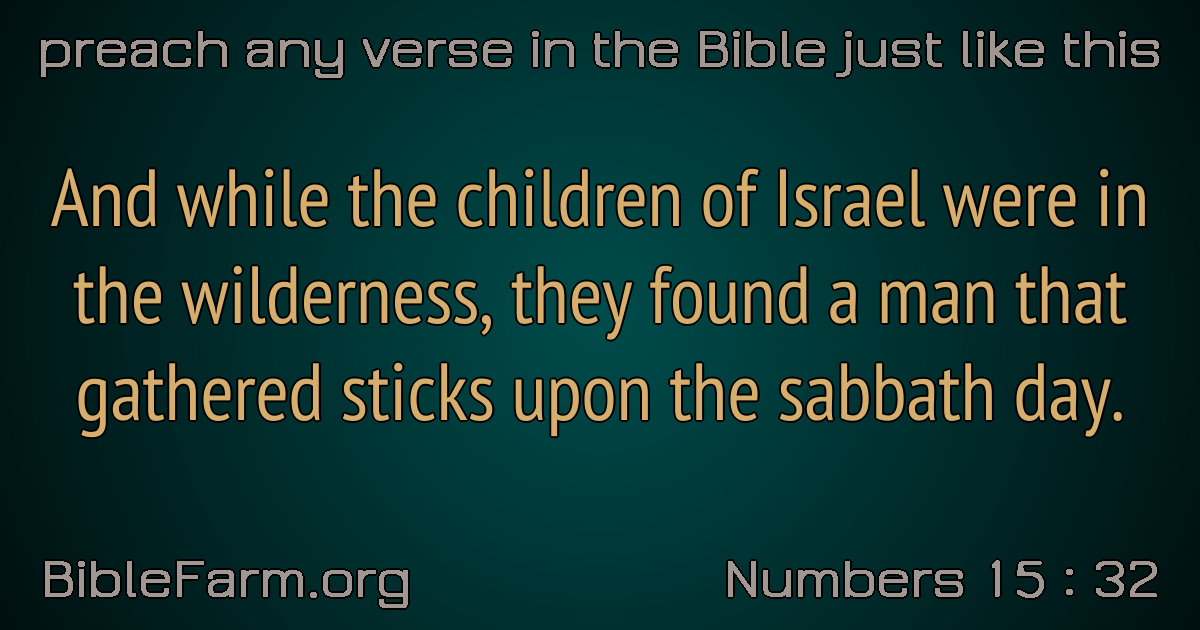 preach any verse in the Bible just like this
And while the children of Israel were in
the wilderness, they found a man that
gathered sticks upon the sabbath day.
BibleFarm.org
Numbers 15 : 32